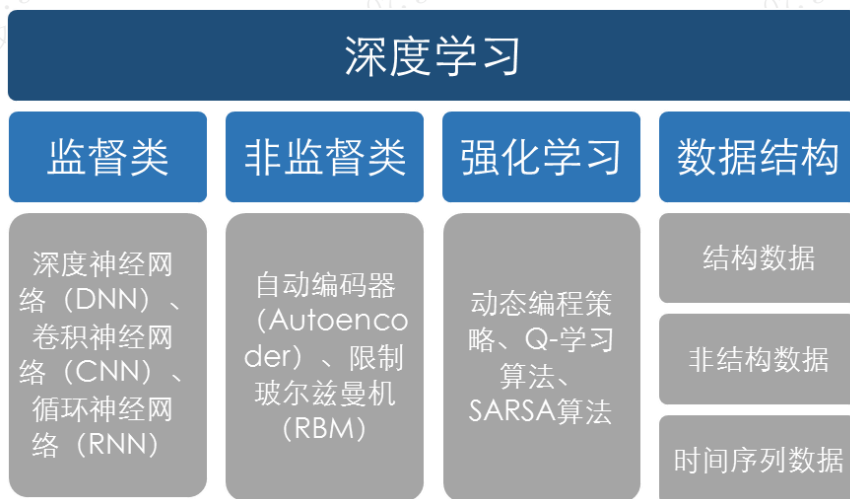 深度学习
监督类
非监督类
强化学习
数据结构
深度神经网
络（DNN）、
卷积神经网
络（CNN）、
循环神经网
络（RNN）
自动编码器
（Autoenco
der）、限制
玻尔兹曼机
（RBM）
动态编程策
略、Q-学习
算法、
SARSA算法
结构数据
非结构数据
时间序列数据